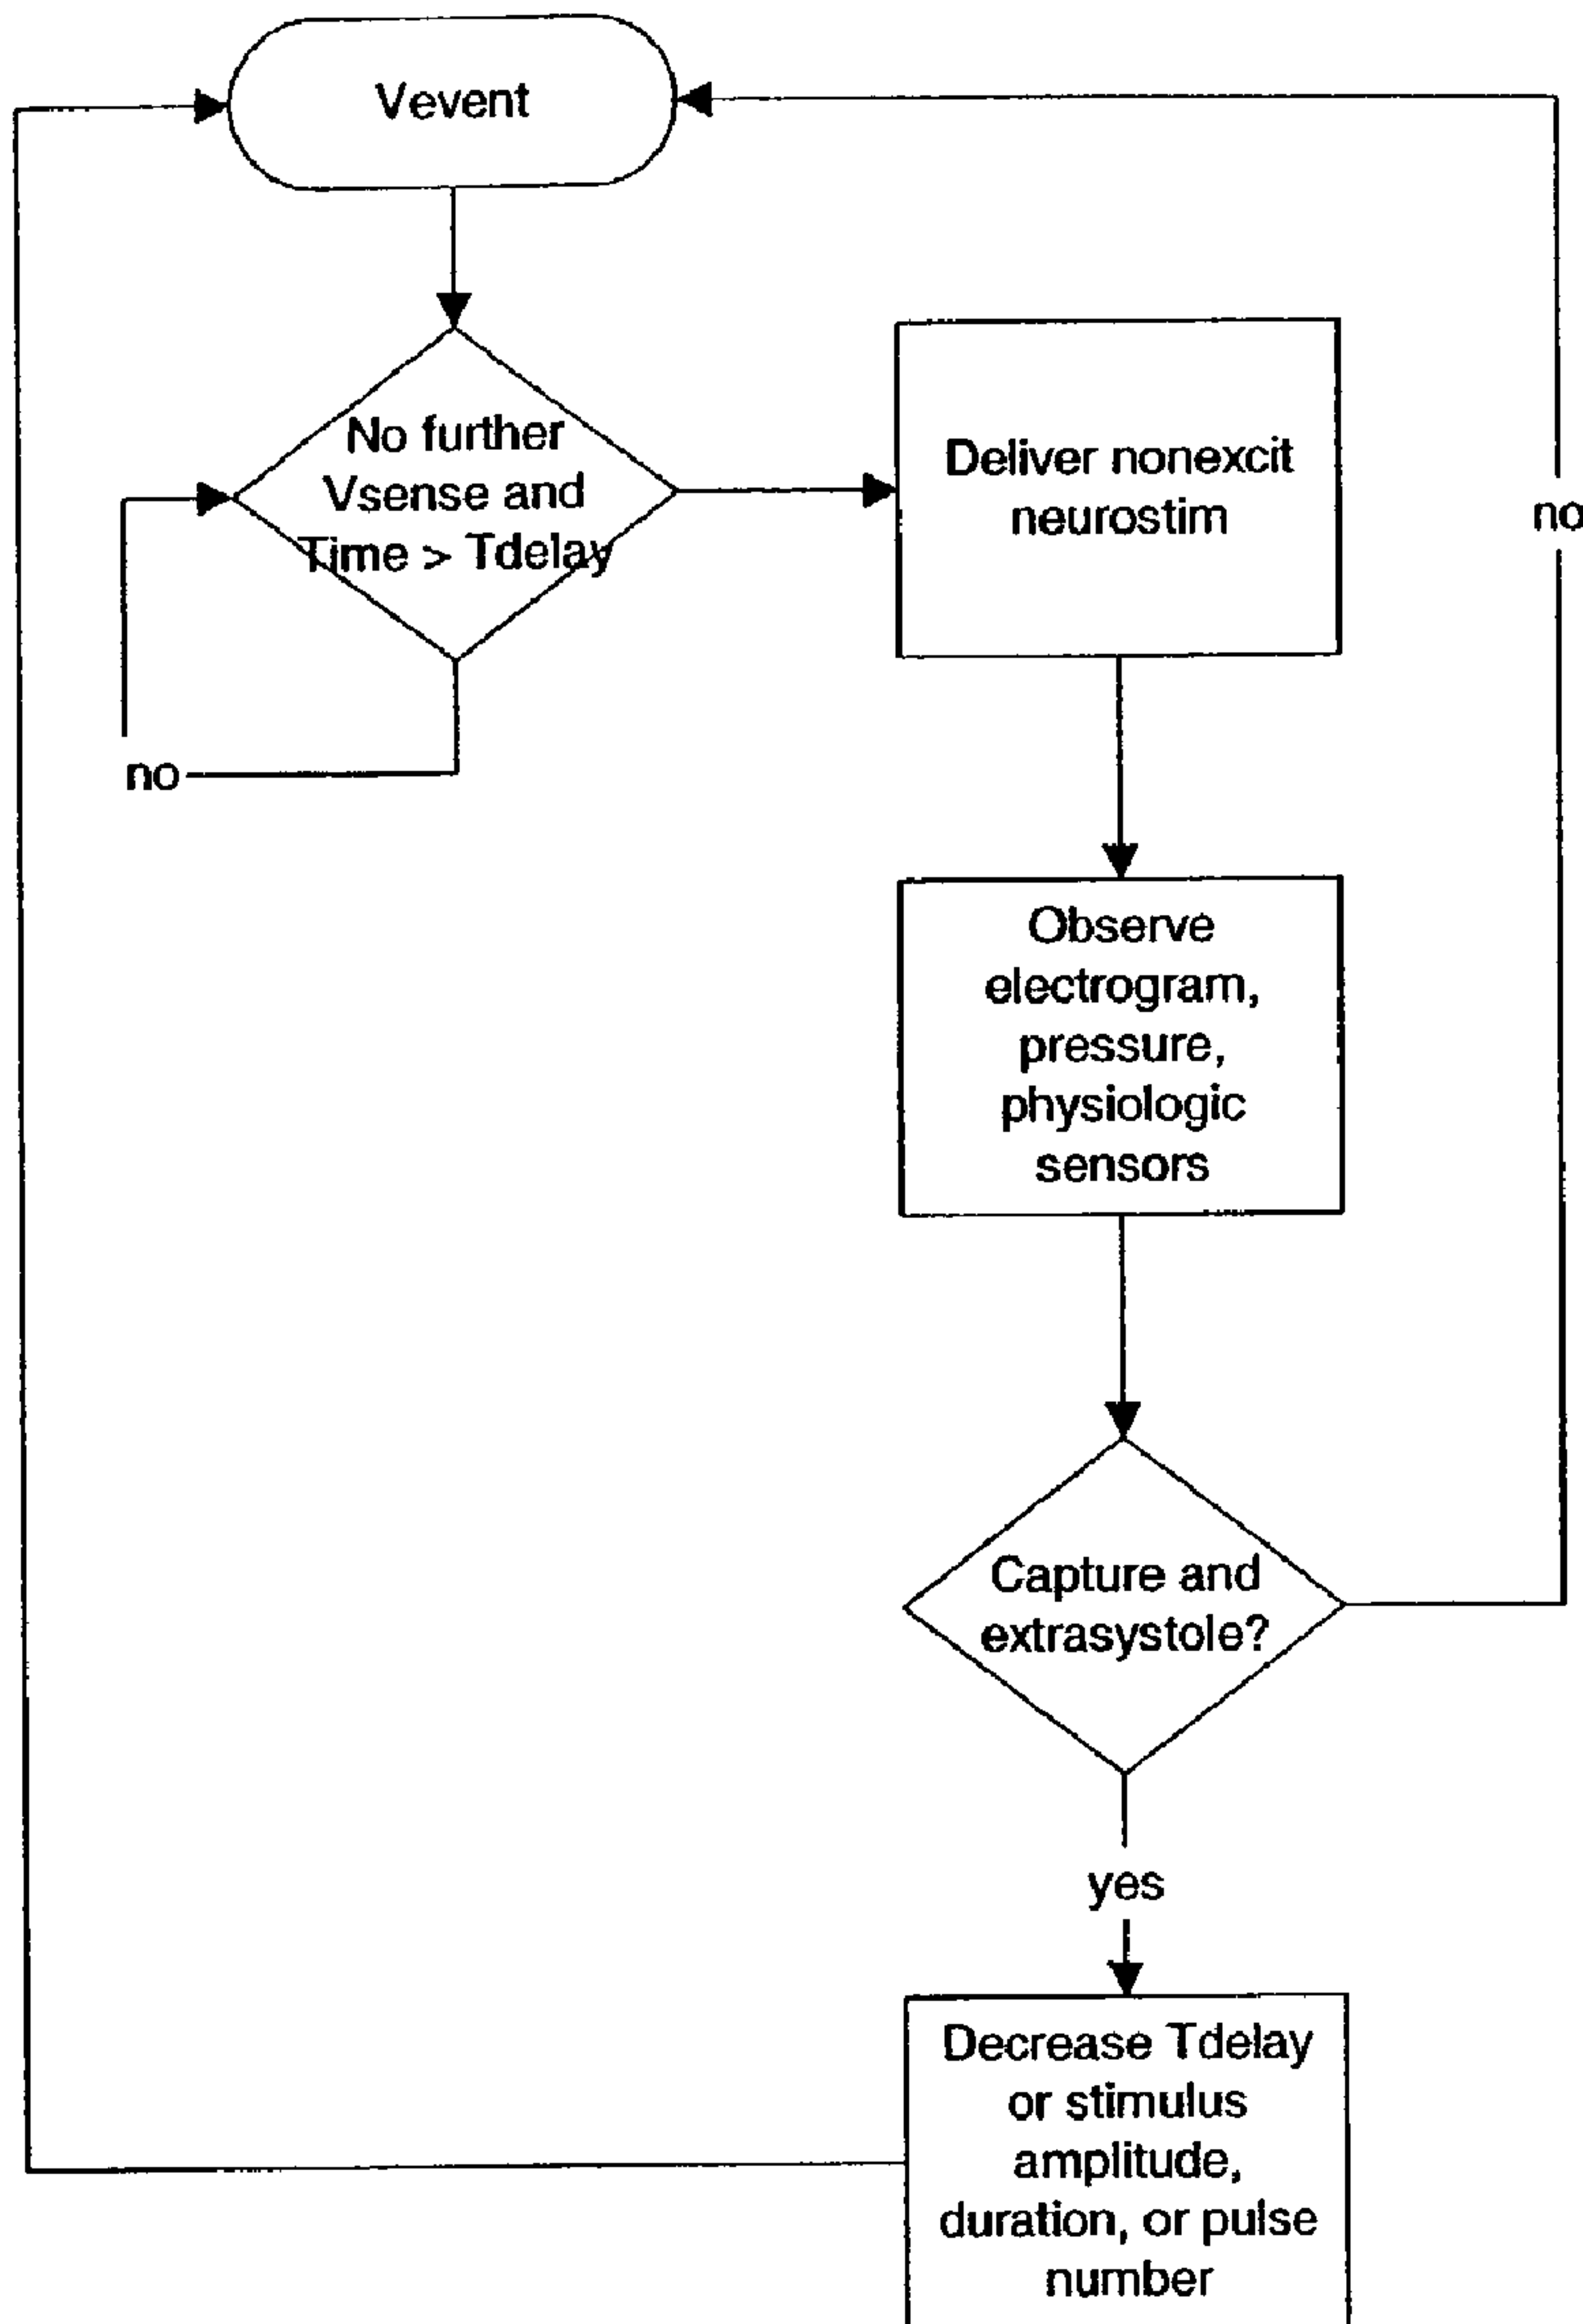 Vevent
No further
Vsense and
Time > Tdelay
no
Deliver nonexcit
neurostim
no
Observe
electrogram,
pressure,
physiologic
sensors
Capture and
extrasystole?
yes
Decrease Tdelay
or stimulus
amplitude,
duration, or pulse
number